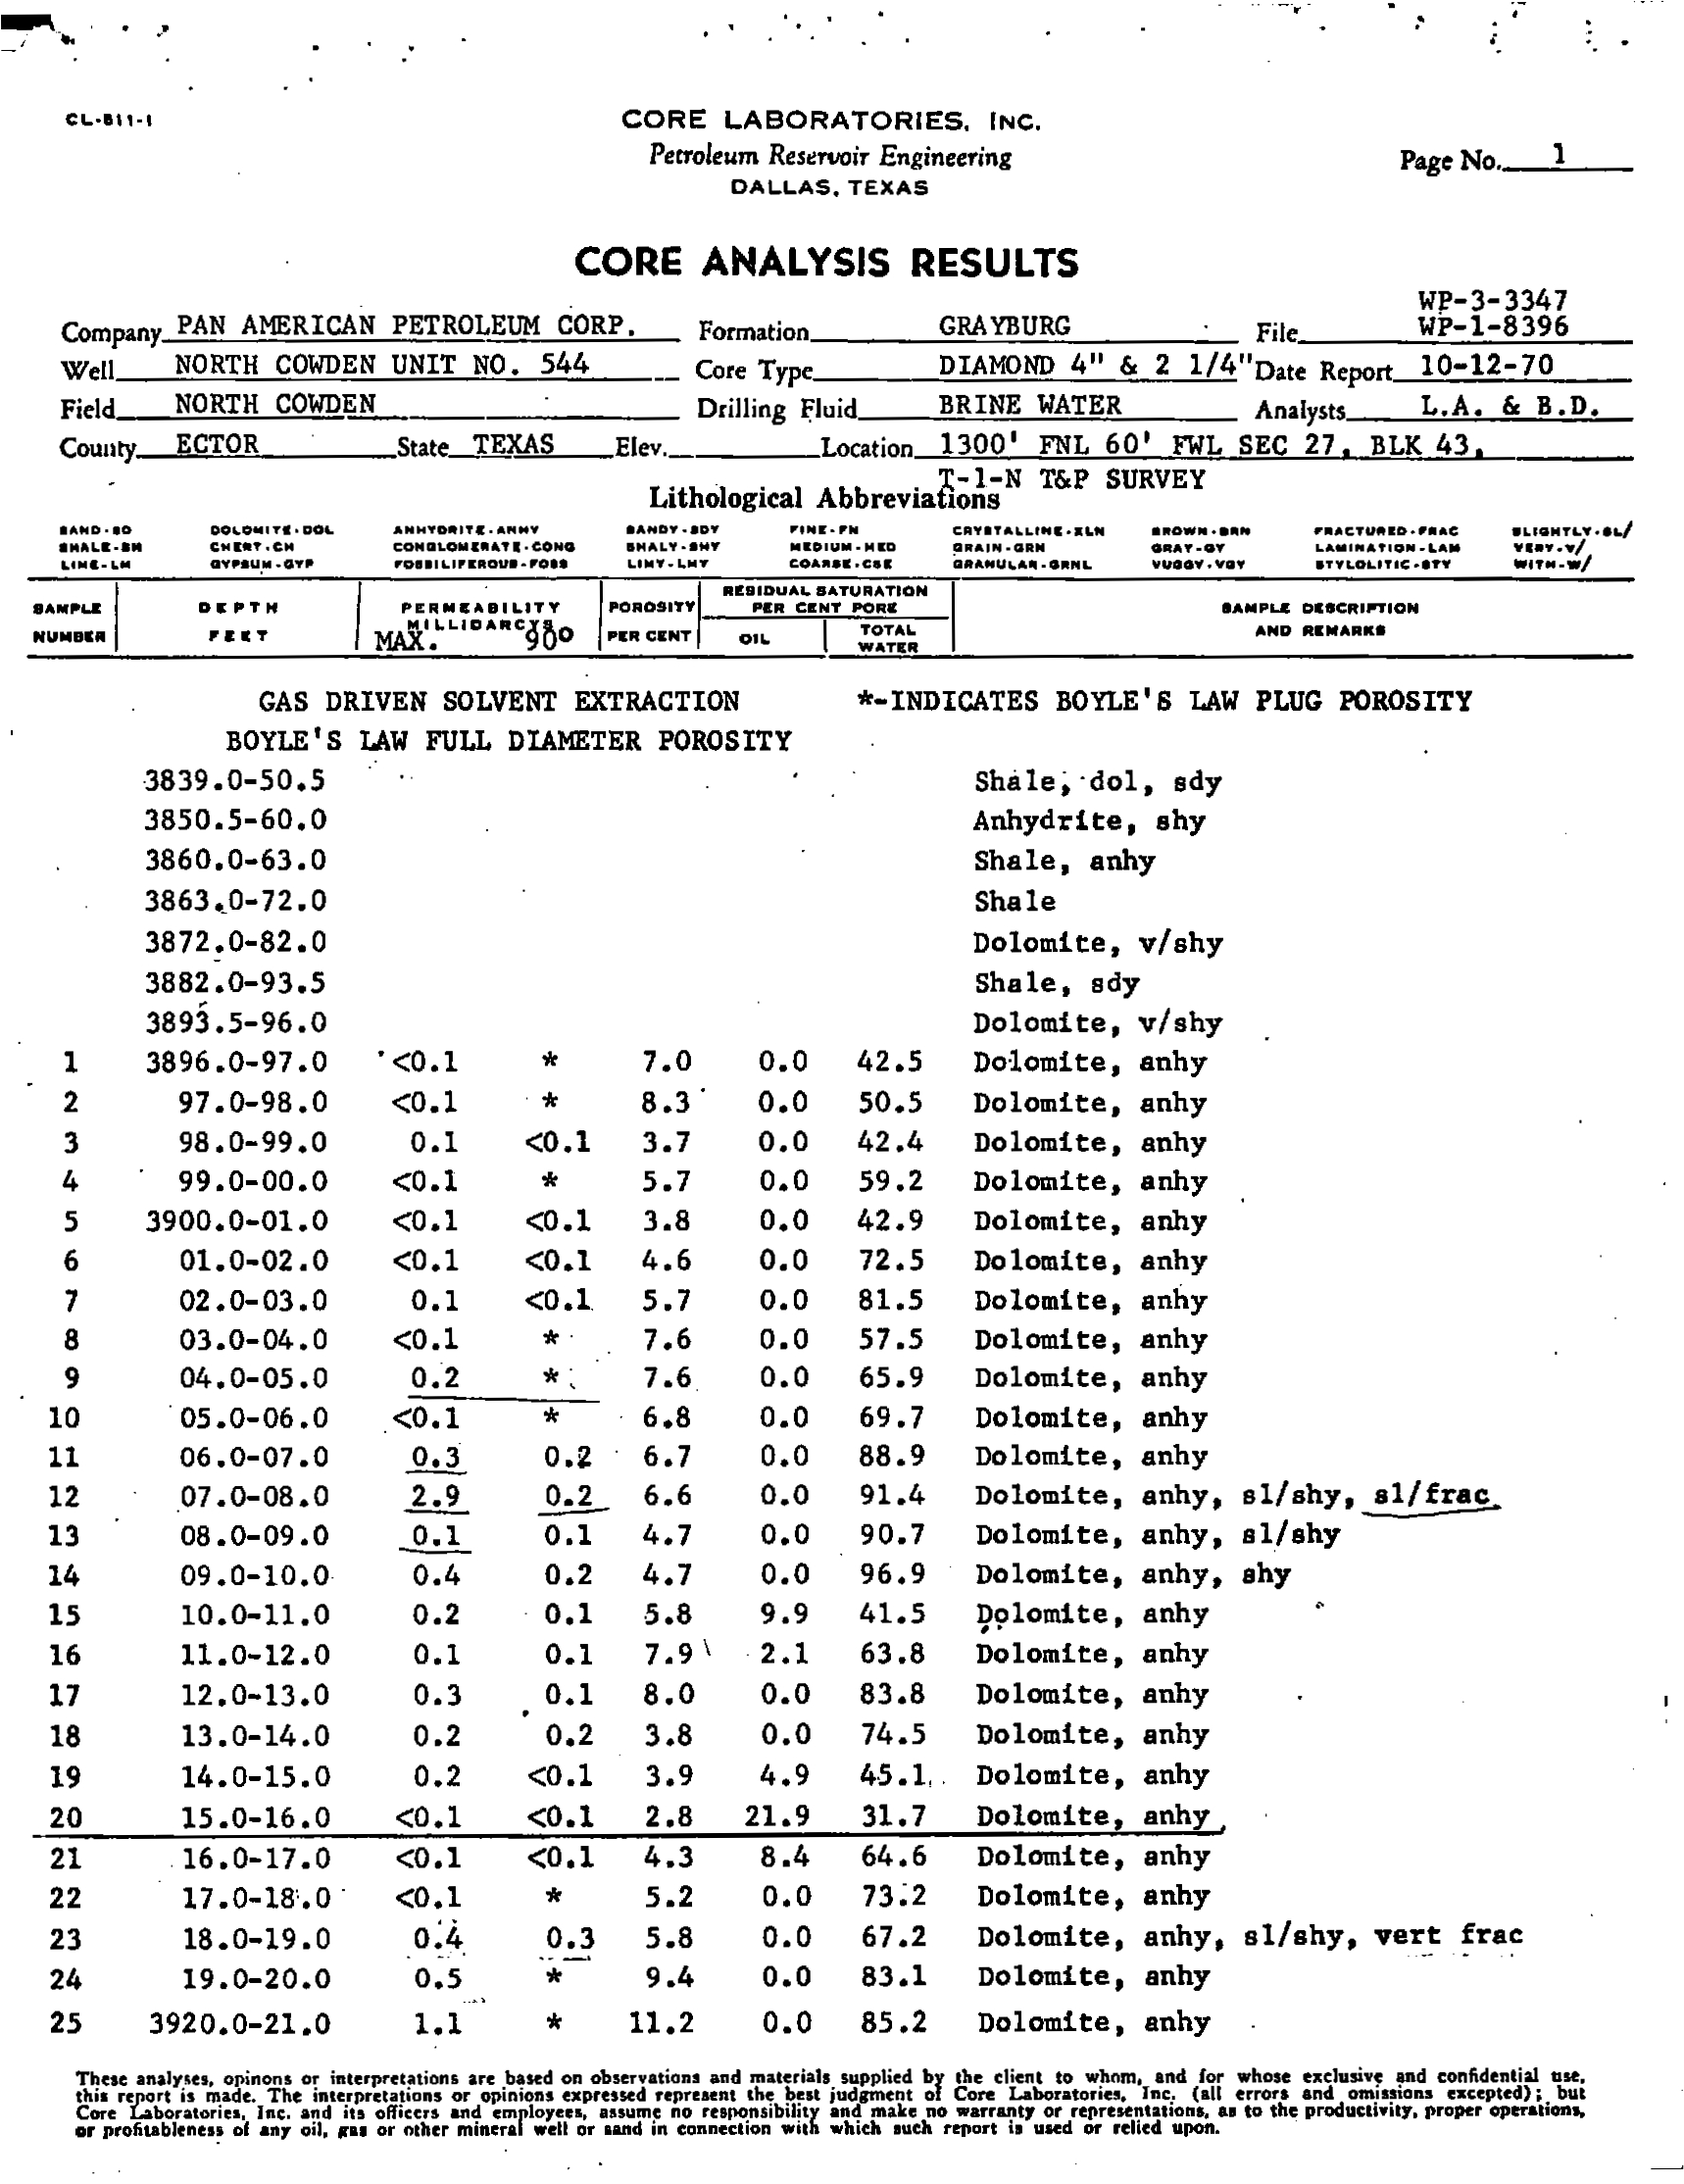 CL-511-1
CORE LABORATORIES, INC.
Petroleum Reservoir Engineering
DALLAS, TEXAS
Page No. 1
CORE ANALYSIS RESULTS
WP-3-3347
Company PAN AMERICAN PETROLEUM CORP. Formation GRAYBURG File WP-1-8396
Well NORTH COWDEN UNIT NO. 544 Core Type DIAMOND 4" & 2 1/4" Date Report 10-12-70
Field NORTH COWDEN Drilling Fluid BRINE WATER Analysts L.A. & B.D.
County ECTOR State TEXAS Elev. Location 1300' FNL 60' FWL SEC 27, BLK 43,
T-1-N T&P SURVEY
Lithological Abbreviations
SAND-SD DOLOMITE-DOL ANHYDRITE-ANHY SANDY-SDY FINE-FN CRYSTALLINE-XLN BROWN-BRN FRACTURED-FRAC SLIGHTLY-SL/
SHALE-SH CHERT-CH CONGLOMERATE-CONG SHALY-SHY MEDIUM-MED GRAIN-GRN GRAY-GY LAMINATION-LAM VERY-V/
LIME-LM GYPSUM-GYP FOSSILIFEROUS-FOSS LIMY-LMY COARSE-CSE GRANULAR-GRNL VUGGY-VGY STYLOLITIC-STY WITH-W/
SAMPLE NUMBER DEPTH FEET PERMEABILITY MILLIDARCYS MAX. 90° POROSITY PER CENT RESIDUAL SATURATION PER CENT PORE OIL TOTAL WATER SAMPLE DESCRIPTION AND REMARKS
GAS DRIVEN SOLVENT EXTRACTION *-INDICATES BOYLE'S LAW PLUG POROSITY
BOYLE'S LAW FULL DIAMETER POROSITY
3839.0-50.5 Shale, dol, sdy
3850.5-60.0 Anhydrite, shy
3860.0-63.0 Shale, anhy
3863.0-72.0 Shale
3872.0-82.0 Dolomite, v/shy
3882.0-93.5 Shale, sdy
3893.5-96.0 Dolomite, v/shy
1 3896.0-97.0 <0.1 * 7.0 0.0 42.5 Dolomite, anhy
2 97.0-98.0 <0.1 * 8.3 0.0 50.5 Dolomite, anhy
3 98.0-99.0 0.1 <0.1 3.7 0.0 42.4 Dolomite, anhy
4 99.0-00.0 <0.1 * 5.7 0.0 59.2 Dolomite, anhy
5 3900.0-01.0 <0.1 <0.1 3.8 0.0 42.9 Dolomite, anhy
6 01.0-02.0 <0.1 <0.1 4.6 0.0 72.5 Dolomite, anhy
7 02.0-03.0 0.1 <0.1 5.7 0.0 81.5 Dolomite, anhy
8 03.0-04.0 <0.1 * 7.6 0.0 57.5 Dolomite, anhy
9 04.0-05.0 0.2 * 7.6 0.0 65.9 Dolomite, anhy
10 05.0-06.0 <0.1 * 6.8 0.0 69.7 Dolomite, anhy
11 06.0-07.0 0.3 0.2 6.7 0.0 88.9 Dolomite, anhy
12 07.0-08.0 2.9 0.2 6.6 0.0 91.4 Dolomite, anhy, sl/shy, sl/frac
13 08.0-09.0 0.1 0.1 4.7 0.0 90.7 Dolomite, anhy, sl/shy
14 09.0-10.0 0.4 0.2 4.7 0.0 96.9 Dolomite, anhy, shy
15 10.0-11.0 0.2 0.1 5.8 9.9 41.5 Dolomite, anhy
16 11.0-12.0 0.1 0.1 7.9 2.1 63.8 Dolomite, anhy
17 12.0-13.0 0.3 0.1 8.0 0.0 83.8 Dolomite, anhy
18 13.0-14.0 0.2 0.2 3.8 0.0 74.5 Dolomite, anhy
19 14.0-15.0 0.2 <0.1 3.9 4.9 45.1 Dolomite, anhy
20 15.0-16.0 <0.1 <0.1 2.8 21.9 31.7 Dolomite, anhy
21 16.0-17.0 <0.1 <0.1 4.3 8.4 64.6 Dolomite, anhy
22 17.0-18.0 <0.1 * 5.2 0.0 73.2 Dolomite, anhy
23 18.0-19.0 0.4 0.3 5.8 0.0 67.2 Dolomite, anhy, sl/shy, vert frac
24 19.0-20.0 0.5 * 9.4 0.0 83.1 Dolomite, anhy
25 3920.0-21.0 1.1 * 11.2 0.0 85.2 Dolomite, anhy
These analyses, opinons or interpretations are based on observations and materials supplied by the client to whom, and for whose exclusive and confidential use,
this report is made. The interpretations or opinions expressed represent the best judgment of Core Laboratories, Inc. (all errors and omissions excepted); but
Core Laboratories, Inc. and its officers and employees, assume no responsibility and make no warranty or representations, as to the productivity, proper operations,
or profitableness of any oil, gas or other mineral well or sand in connection with which such report is used or relied upon.